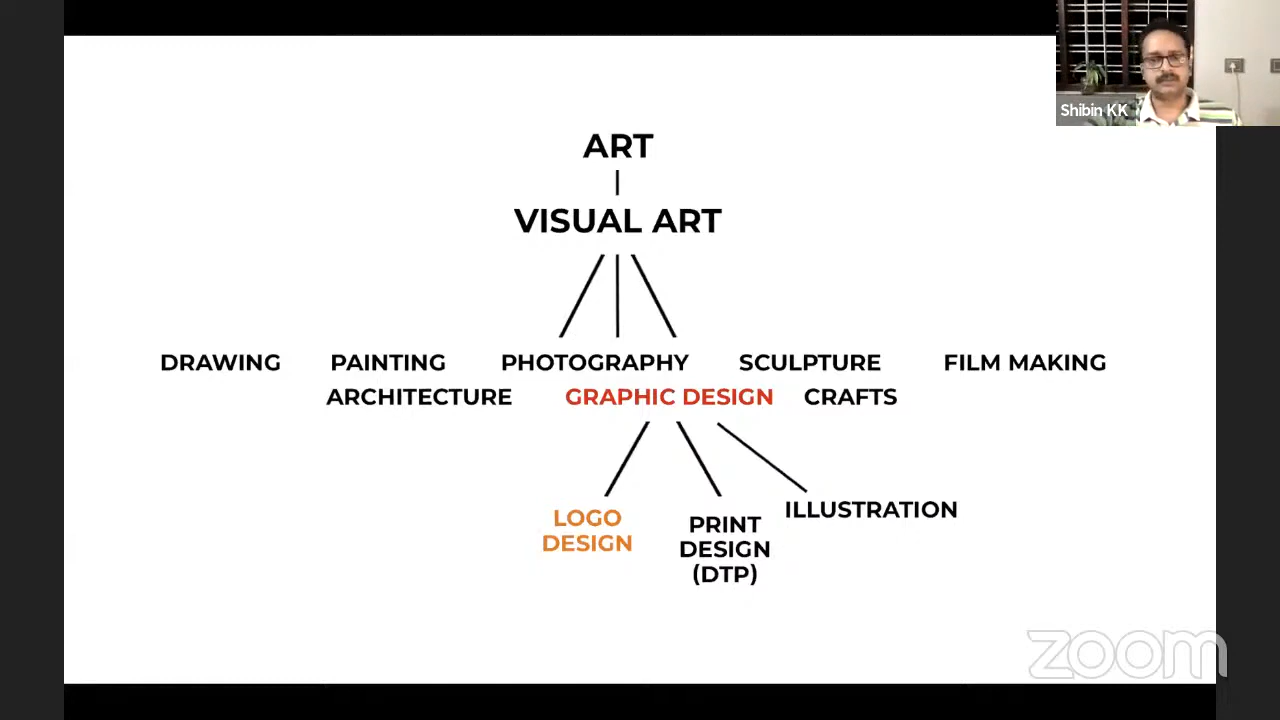 Shibin KK
ART
VISUAL ART
DRAWING PAINTING PHOTOGRAPHY SCULPTURE FILM MAKING
ARCHITECTURE GRAPHIC DESIGN CRAFTS
LOGO
DESIGN
PRINT
DESIGN
(DTP)
ILLUSTRATION
zoom